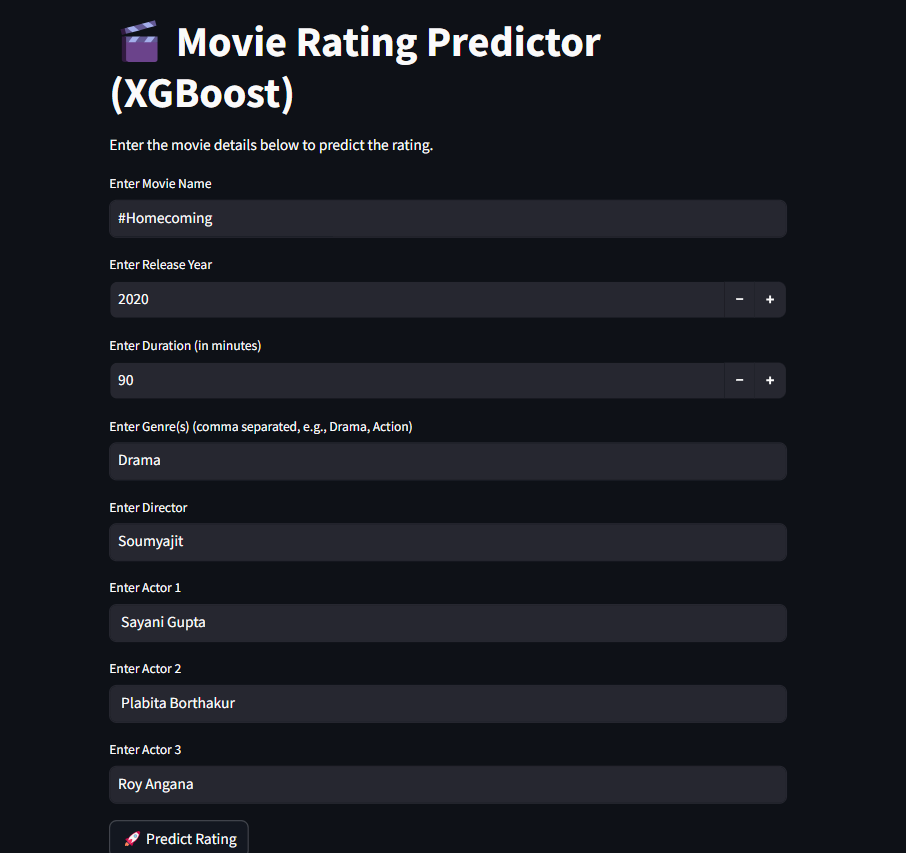 🎬 Movie Rating Predictor
(XGBoost)
Enter the movie details below to predict the rating.
Enter Movie Name
#Homecoming
Enter Release Year
2020 − +
Enter Duration (in minutes)
90 − +
Enter Genre(s) (comma separated, e.g., Drama, Action)
Drama
Enter Director
Soumyajit
Enter Actor 1
Sayani Gupta
Enter Actor 2
Plabita Borthakur
Enter Actor 3
Roy Angana
🚀 Predict Rating